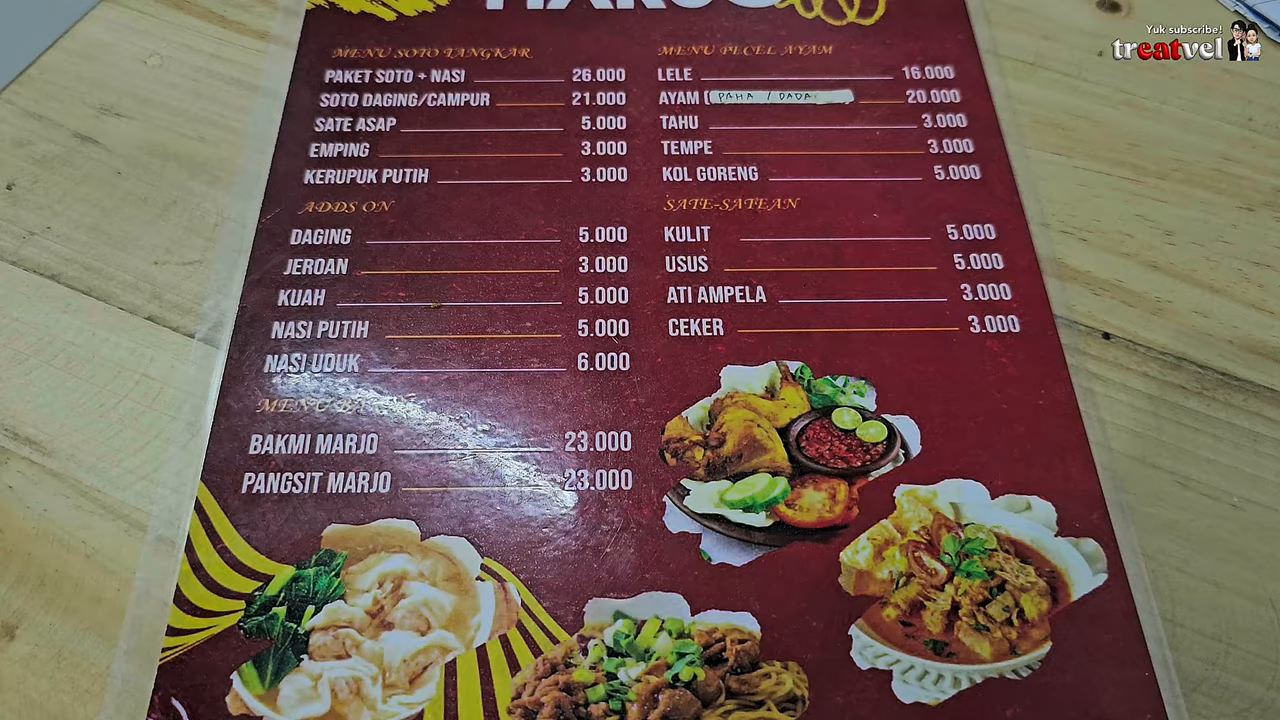 MARJO
MENU SOTO TANGKAR
PAKET SOTO + NASI 26.000
SOTO DAGING/CAMPUR 21.000
SATE ASAP 5.000
EMPING 3.000
KERUPUK PUTIH 3.000
ADDS ON
DAGING 5.000
JEROAN 3.000
KUAH 5.000
NASI PUTIH 5.000
NASI UDUK 6.000
MENU
BAKMI MARJO 23.000
PANGSIT MARJO 23.000
MENU PECEL AYAM
LELE 16.000
AYAM [PAHA / DADA 20.000
TAHU 3.000
TEMPE 3.000
KOL GORENG 5.000
SATE-SATEAN
KULIT 5.000
USUS 5.000
ATI AMPELA 3.000
CEKER 3.000
Yuk subscribe!
treatvel